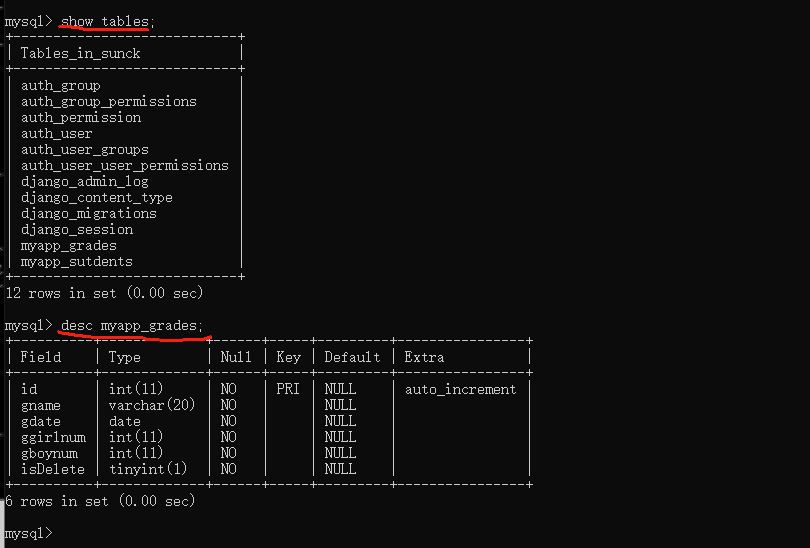 mysql> show tables;
+----------------------------+
| Tables_in_sunck            |
+----------------------------+
| auth_group                 |
| auth_group_permissions     |
| auth_permission            |
| auth_user                  |
| auth_user_groups           |
| auth_user_user_permissions |
| django_admin_log           |
| django_content_type        |
| django_migrations          |
| django_session             |
| myapp_grades               |
| myapp_sutdents             |
+----------------------------+
12 rows in set (0.00 sec)
mysql> desc myapp_grades;
+----------+-------------+------+-----+---------+----------------+
| Field    | Type        | Null | Key | Default | Extra          |
+----------+-------------+------+-----+---------+----------------+
| id       | int(11)     | NO   | PRI | NULL    | auto_increment |
| gname    | varchar(20) | NO   |     | NULL    |                |
| gdate    | date        | NO   |     | NULL    |                |
| ggirlnum | int(11)     | NO   |     | NULL    |                |
| gboynum  | int(11)     | NO   |     | NULL    |                |
| isDelete | tinyint(1)  | NO   |     | NULL    |                |
+----------+-------------+------+-----+---------+----------------+
6 rows in set (0.00 sec)
mysql>